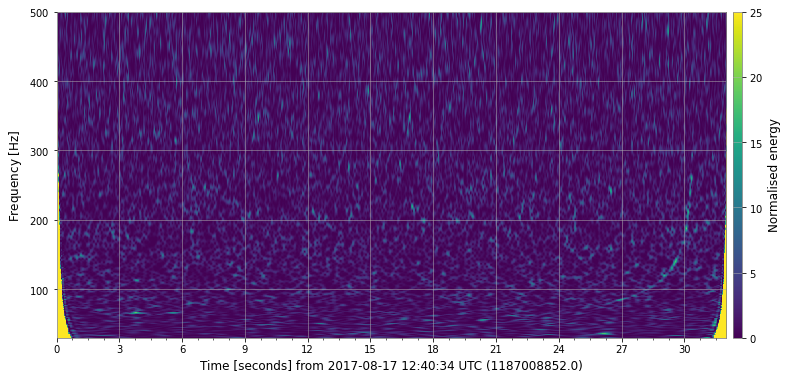 500
400
300
200
100
Frequency [Hz]
0 3 6 9 12 15 18 21 24 27 30
Time [seconds] from 2017-08-17 12:40:34 UTC (1187008852.0)
25
20
15
10
5
0
Normalised energy